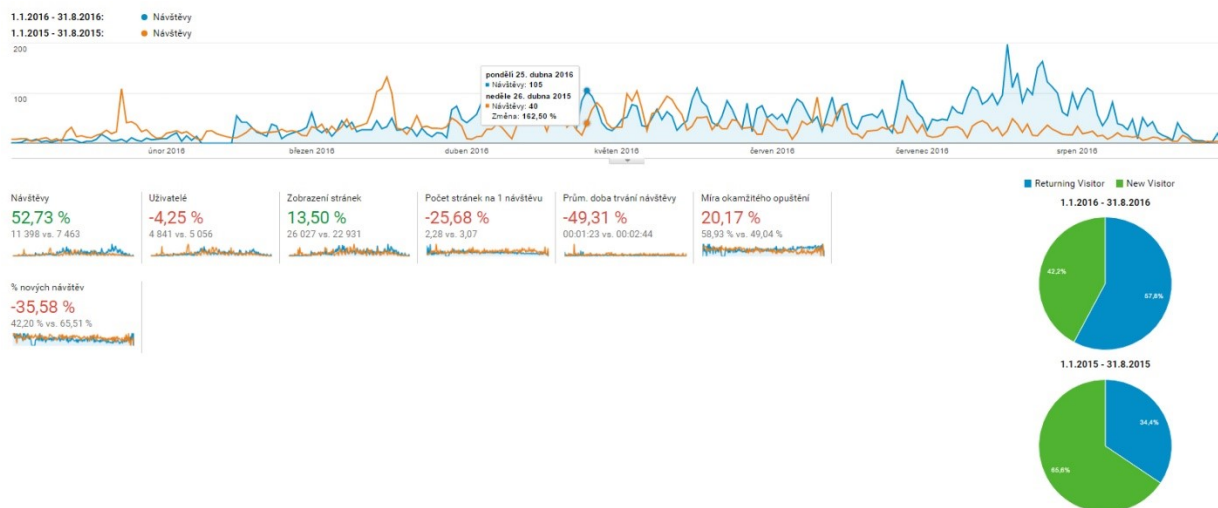 1.1.2016 - 31.8.2016: Návštěvy
1.1.2015 - 31.8.2015: Návštěvy
200
100
pondělí 25. dubna 2016
Návštěvy: 105
neděle 26. dubna 2015
Návštěvy: 40
Změna: 162,50 %
únor 2016
březen 2016
duben 2016
květen 2016
červen 2016
červenec 2016
srpen 2016
Návštěvy
52,73 %
11 398 vs. 7 463
Uživatelé
-4,25 %
4 841 vs. 5 056
Zobrazení stránek
13,50 %
26 027 vs. 22 931
Počet stránek na 1 návštěvu
-25,68 %
2,28 vs. 3,07
Prům. doba trvání návštěvy
-49,31 %
00:01:23 vs. 00:02:44
Míra okamžitého opuštění
20,17 %
58,93 % vs. 49,04 %
% nových návštěv
-35,58 %
42,20 % vs. 65,51 %
Returning Visitor New Visitor
1.1.2016 - 31.8.2016
42,2%
57,8%
1.1.2015 - 31.8.2015
34,4%
65,6%